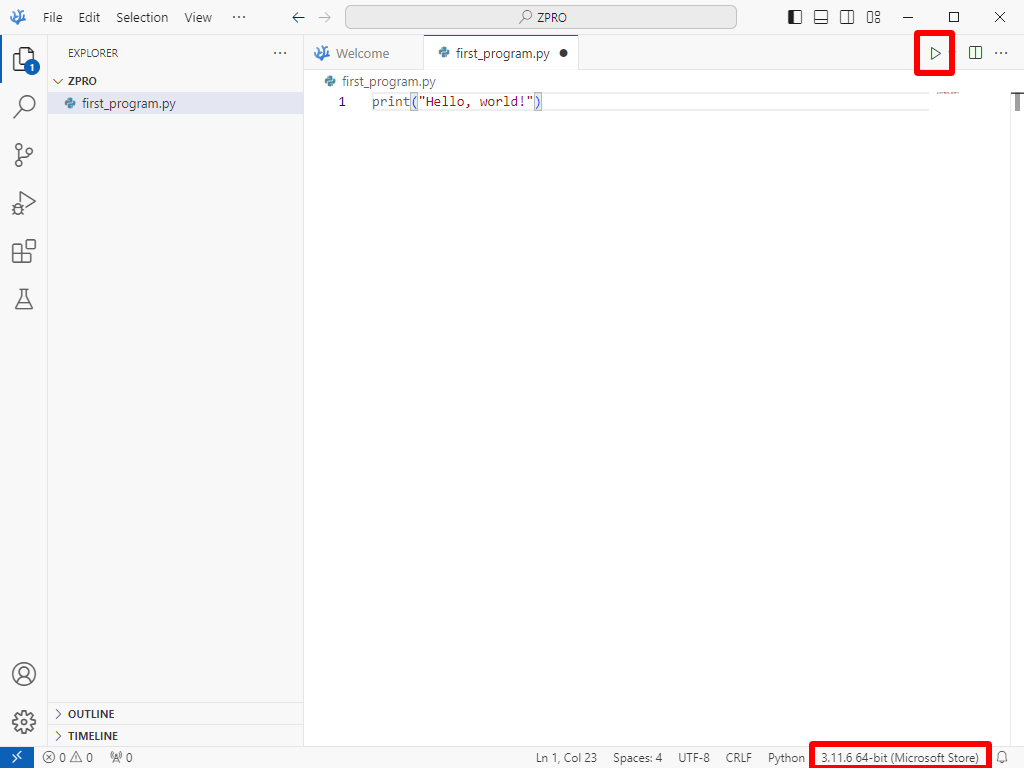 File Edit Selection View ··· ZPRO
EXPLORER ···
Welcome first_program.py ···
ZPRO
first_program.py
1
first_program.py
1 print("Hello, world!")
OUTLINE
TIMELINE
0 0 0 Ln 1, Col 23 Spaces: 4 UTF-8 CRLF Python 3.11.6 64-bit (Microsoft Store)